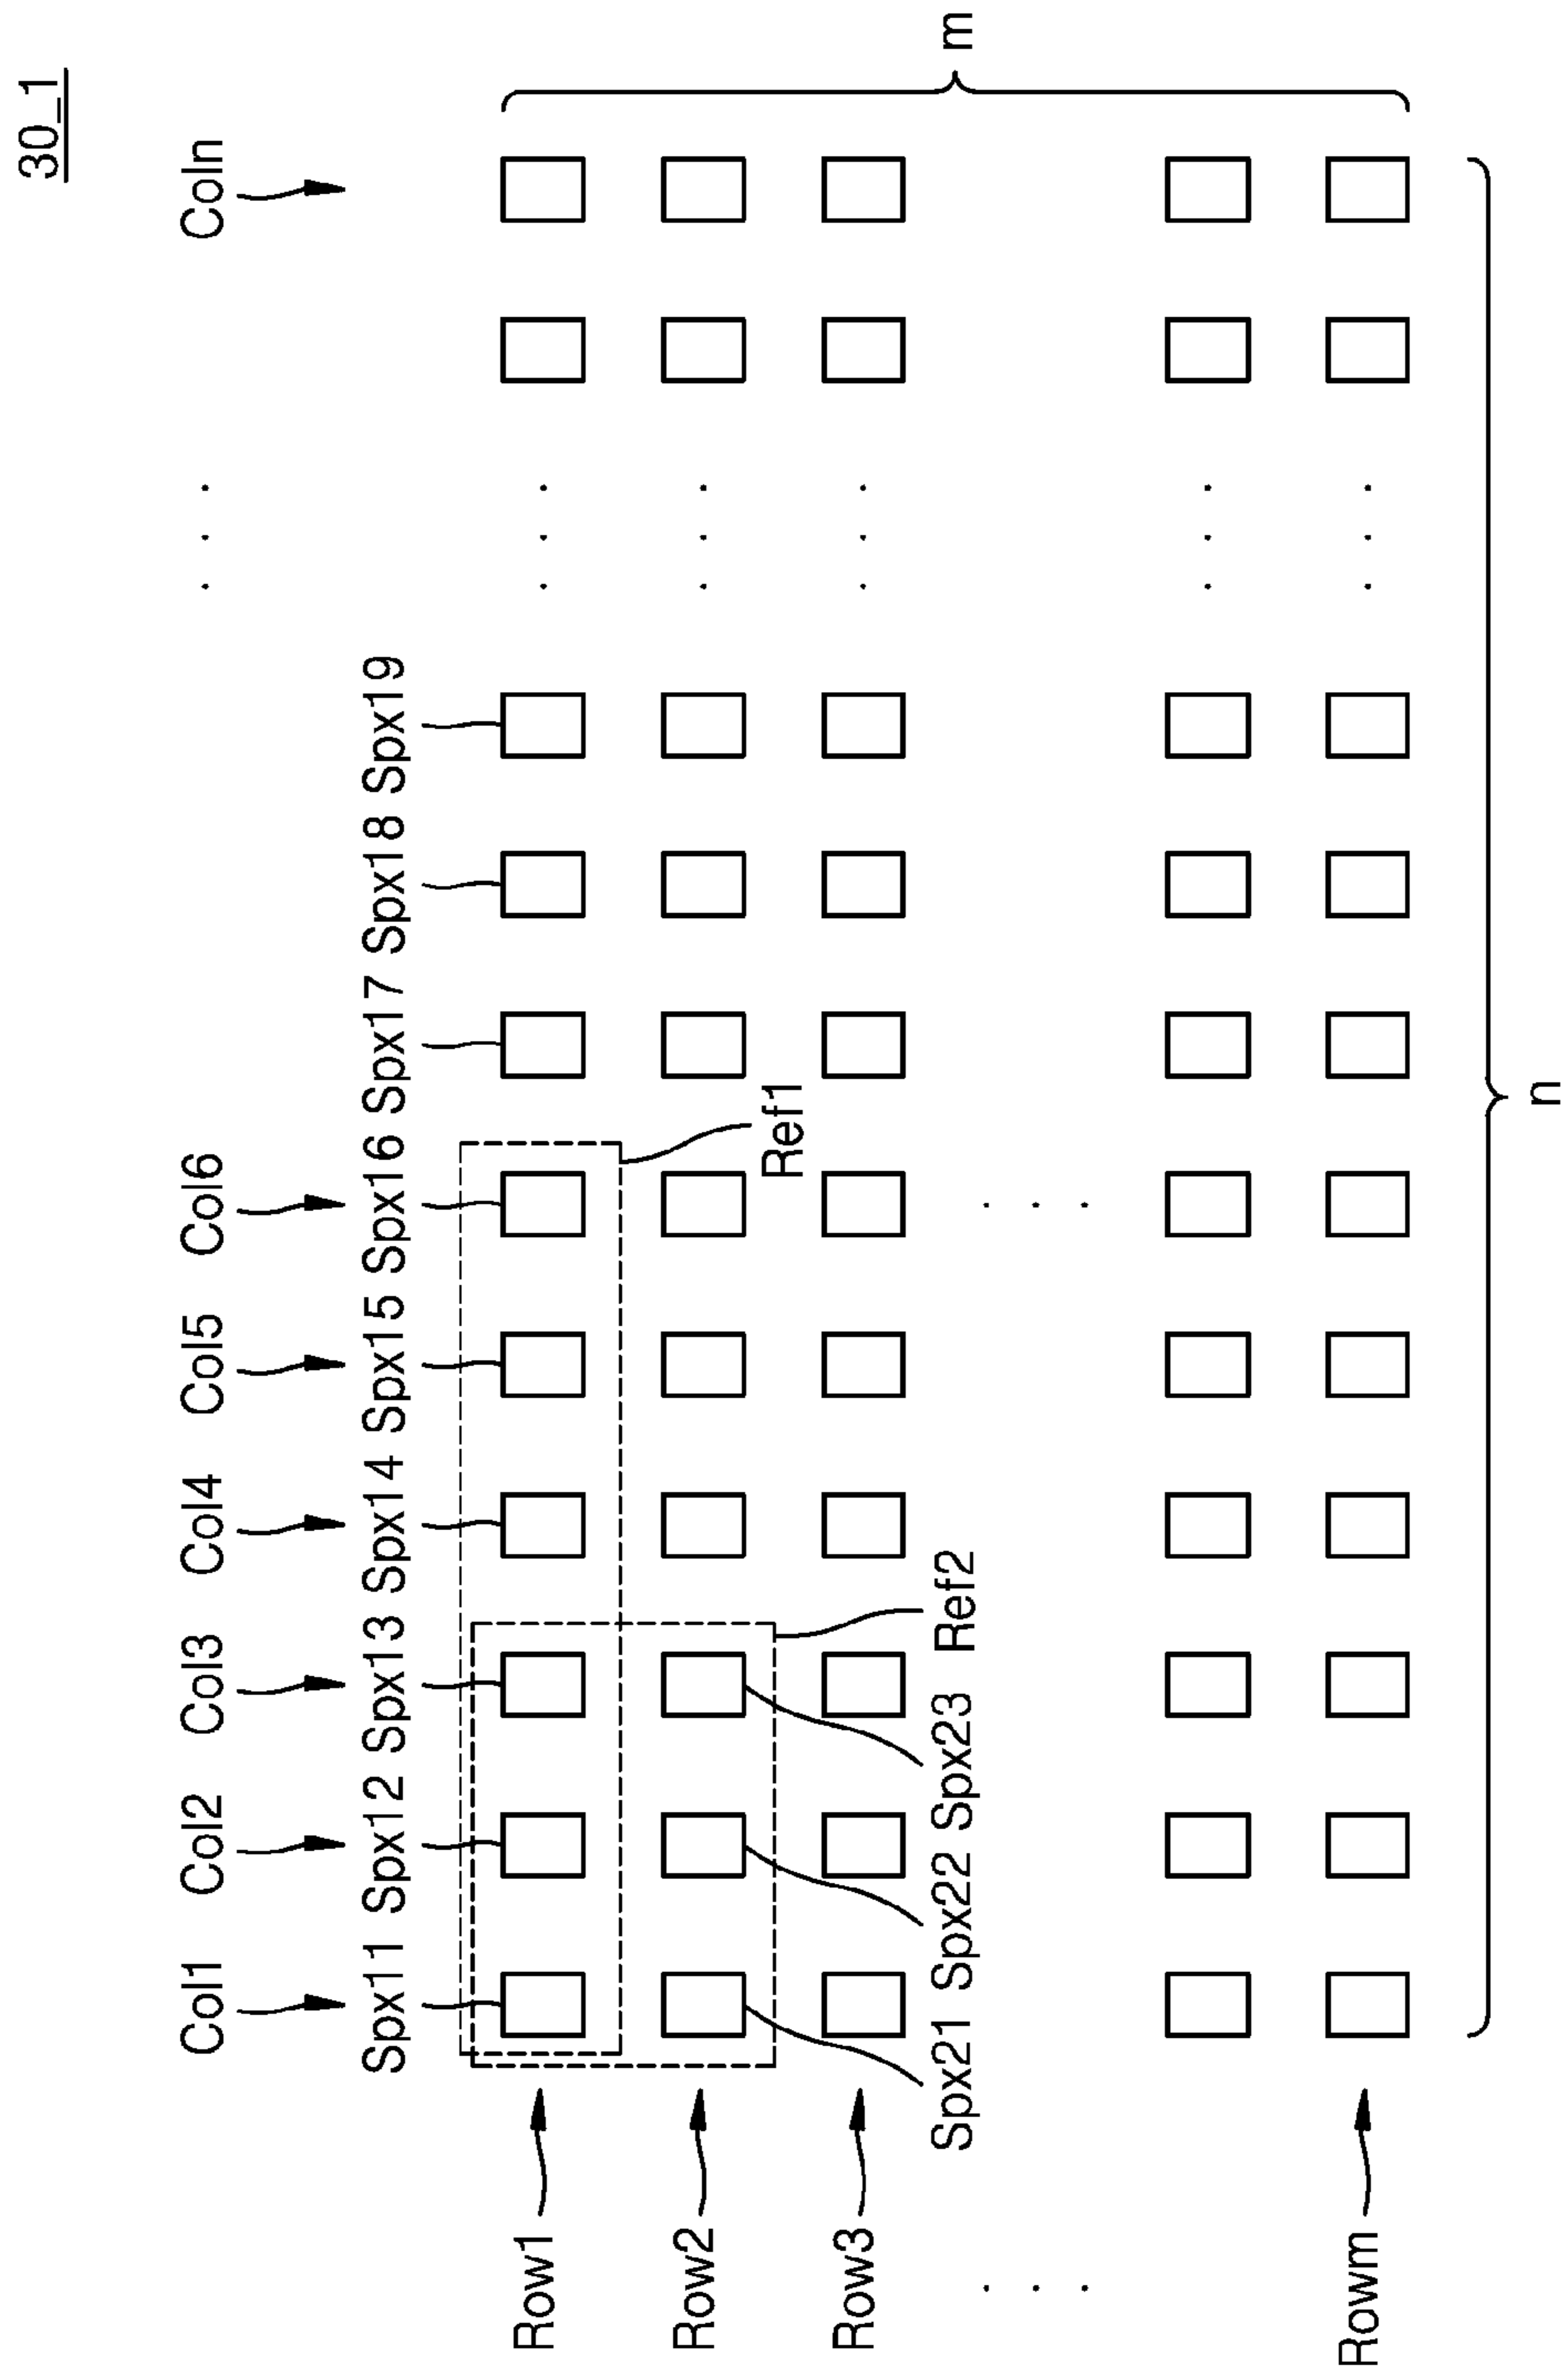 30_1
Col1 Col2 Col3 Col4 Col5 Col6 . . . Coln
Spx11 Spx12 Spx13 Spx14 Spx15 Spx16 Spx17 Spx18 Spx19
Row1
Ref1
Row2
Row3
Spx21 Spx22 Spx23 Ref2
m
Rowm
n